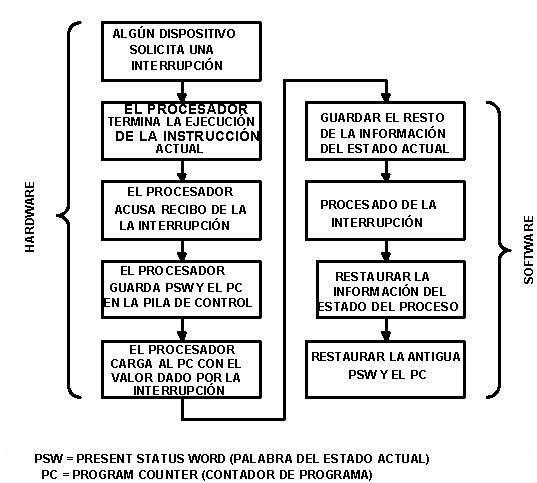 HARDWARE
ALGÚN DISPOSITIVO
SOLICITA UNA
INTERRUPCIÓN
EL PROCESADOR
TERMINA LA EJECUCIÓN
DE LA INSTRUCCIÓN
ACTUAL
EL PROCESADOR
ACUSA RECIBO DE LA
LA INTERRUPCIÓN
EL PROCESADOR
GUARDA PSW Y EL PC
EN LA PILA DE CONTROL
EL PROCESADOR
CARGA AL PC CON EL
VALOR DADO POR LA
INTERRUPCIÓN
GUARDAR EL RESTO
DE LA INFORMACIÓN
DEL ESTADO ACTUAL
PROCESADO DE LA
INTERRUPCIÓN
RESTAURAR LA
INFORMACIÓN DEL
ESTADO DEL PROCESO
RESTAURAR LA ANTIGUA
PSW Y EL PC
SOFTWARE
PSW = PRESENT STATUS WORD (PALABRA DEL ESTADO ACTUAL)
PC = PROGRAM COUNTER (CONTADOR DE PROGRAMA)